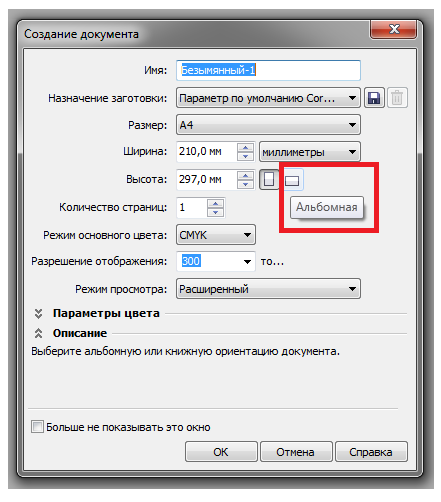 Создание документа
Имя: Безымянный-1
Назначение заготовки: Параметр по умолчанию Cor...
Размер: A4
Ширина: 210,0 мм миллиметры
Высота: 297,0 мм
Альбомная
Количество страниц: 1
Режим основного цвета: CMYK
Разрешение отображения: 300 то...
Режим просмотра: Расширенный
Параметры цвета
Описание
Выберите альбомную или книжную ориентацию документа.
Больше не показывать это окно
ОК Отмена Справка